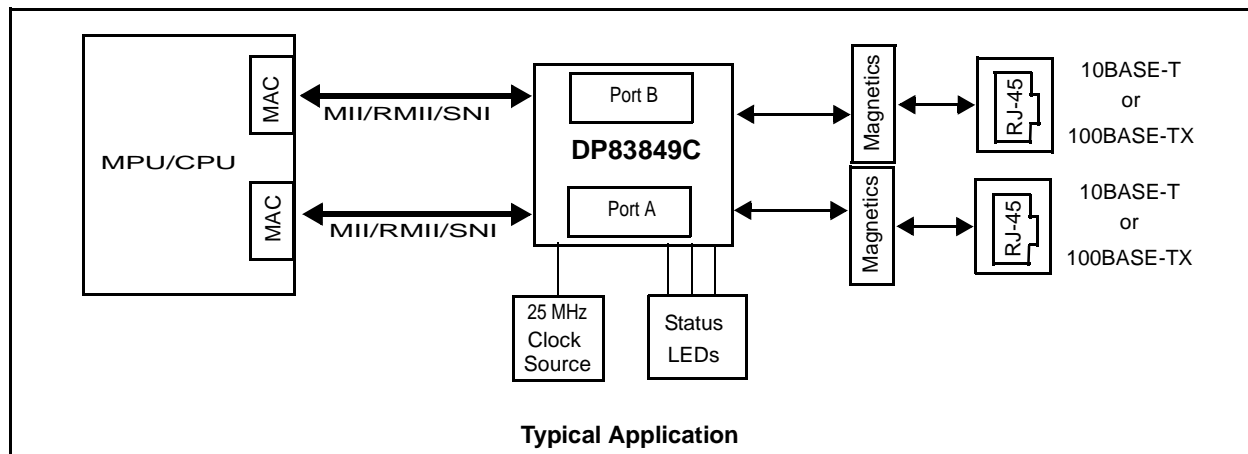 MPU/CPU
MAC
MII/RMII/SNI
MAC
MII/RMII/SNI
Port B
DP83849C
Port A
25 MHz
Clock
Source
Status
LEDs
Magnetics
Magnetics
RJ-45
10BASE-T
or
100BASE-TX
RJ-45
10BASE-T
or
100BASE-TX
Typical Application